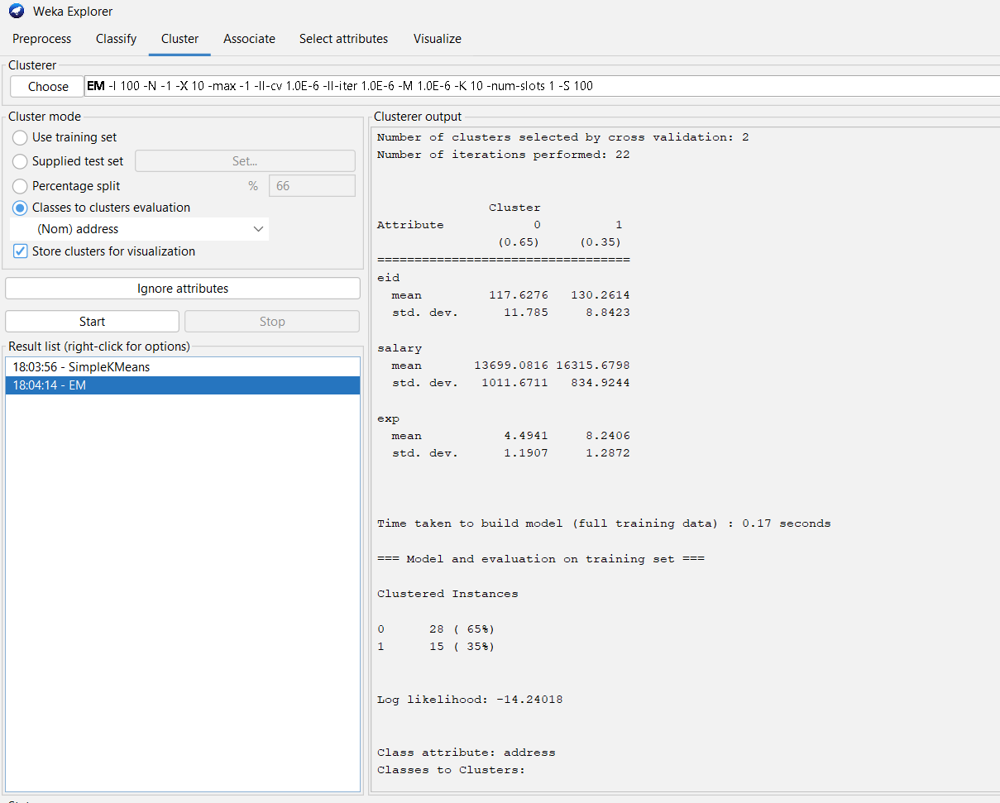 Weka Explorer
Preprocess Classify Cluster Associate Select attributes Visualize
Clusterer
Choose EM -I 100 -N -1 -X 10 -max -1 -ll-cv 1.0E-6 -ll-iter 1.0E-6 -M 1.0E-6 -K 10 -num-slots 1 -S 100
Cluster mode
Use training set
Supplied test set Set...
Percentage split % 66
Classes to clusters evaluation
(Nom) address
Store clusters for visualization
Ignore attributes
Start Stop
Result list (right-click for options)
18:03:56 - SimpleKMeans
18:04:14 - EM
Clusterer output
Number of clusters selected by cross validation: 2
Number of iterations performed: 22
Cluster
Attribute 0 1
(0.65) (0.35)
==================================
eid
mean 117.6276 130.2614
std. dev. 11.785 8.8423
salary
mean 13699.0816 16315.6798
std. dev. 1011.6711 834.9244
exp
mean 4.4941 8.2406
std. dev. 1.1907 1.2872
Time taken to build model (full training data) : 0.17 seconds
=== Model and evaluation on training set ===
Clustered Instances
0 28 ( 65%)
1 15 ( 35%)
Log likelihood: -14.24018
Class attribute: address
Classes to Clusters: